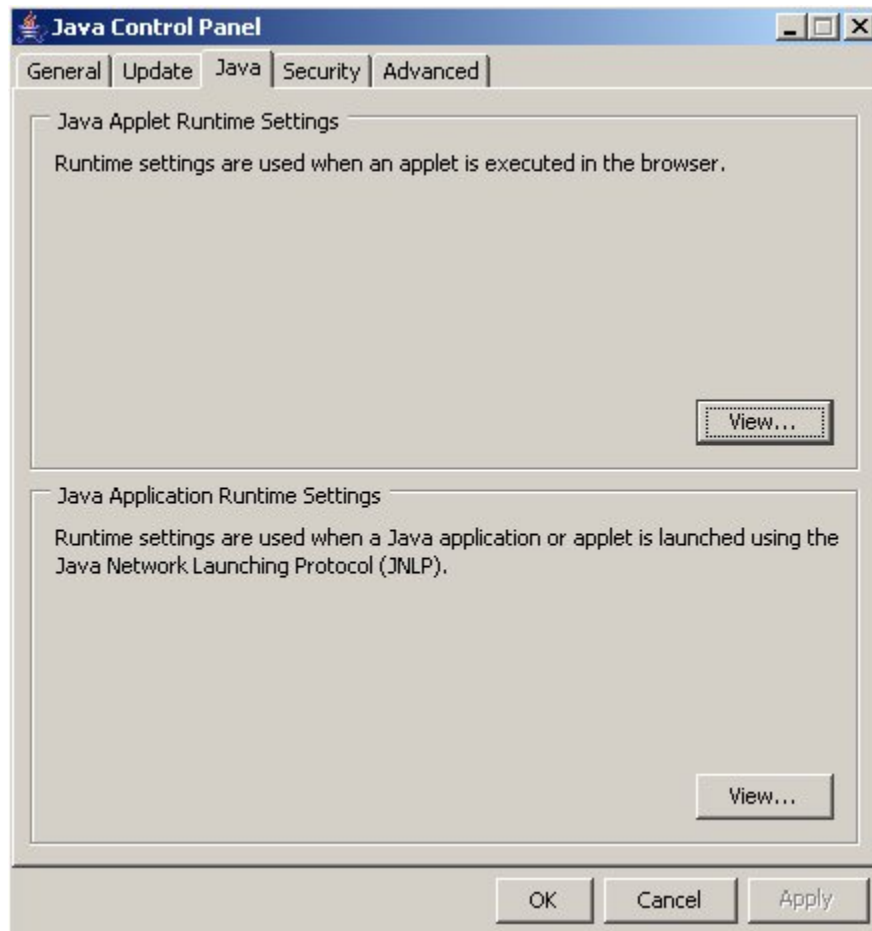 Java Control Panel
General Update Java Security Advanced
Java Applet Runtime Settings
Runtime settings are used when an applet is executed in the browser.
View...
Java Application Runtime Settings
Runtime settings are used when a Java application or applet is launched using the
Java Network Launching Protocol (JNLP).
View...
OK Cancel Apply